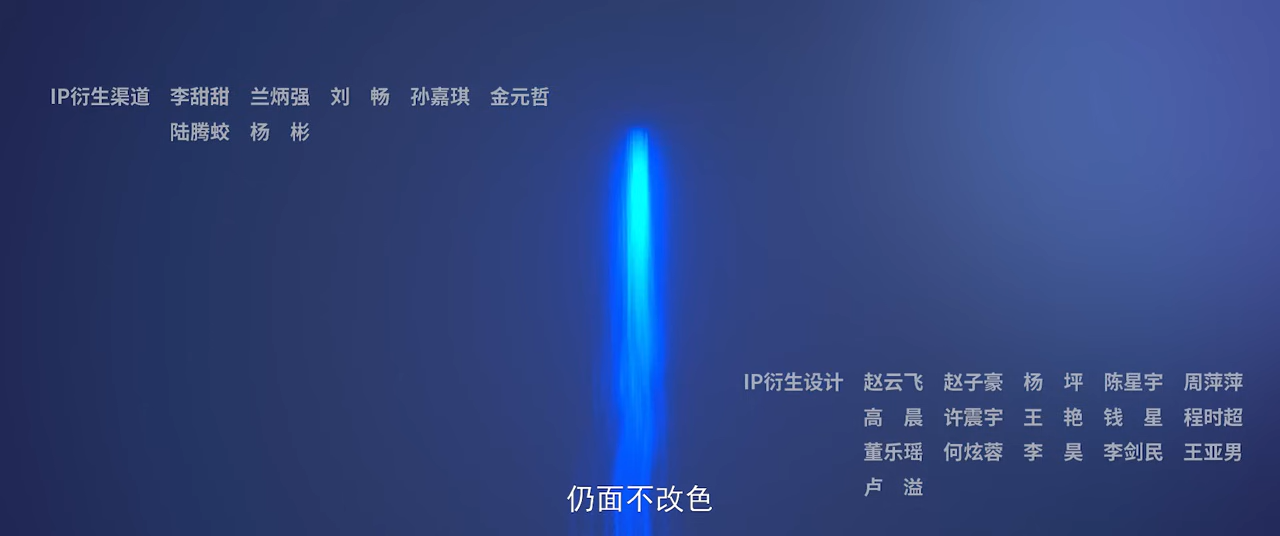 IP衍生渠道 李甜甜 兰炳强 刘 畅 孙嘉琪 金元哲
陆腾蛟 杨 彬
IP衍生设计 赵云飞 赵子豪 杨 坪 陈星宇 周萍萍
高 晨 许震宇 王 艳 钱 星 程时超
董乐瑶 何炫蓉 李 昊 李剑民 王亚男
卢 溢
仍面不改色